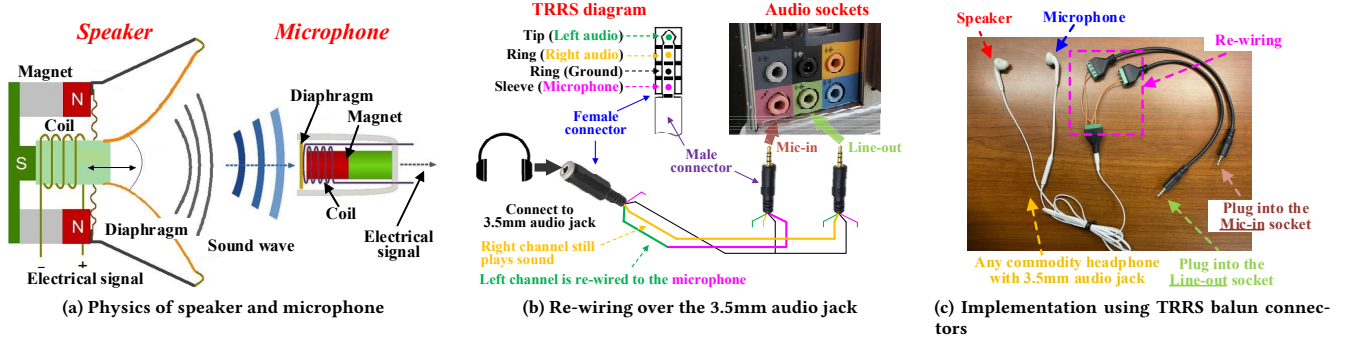 Speaker
Microphone
Magnet
N
Coil
S
N
Diaphragm
Electrical signal
– +
Sound wave
Diaphragm
Magnet
Coil
Electrical
signal
(a) Physics of speaker and microphone
TRRS diagram
Audio sockets
Tip (Left audio)
Ring (Right audio)
Ring (Ground)
Sleeve (Microphone)
Female
connector
Male
connector
Mic-in
Line-out
Connect to
3.5mm audio jack
Right channel still
plays sound
Left channel is re-wired to the microphone
(b) Re-wiring over the 3.5mm audio jack
Speaker
Microphone
Re-wiring
Plug into the
Mic-in socket
Any commodity headphone
with 3.5mm audio jack
Plug into the
Line-out
socket
(c) Implementation using TRRS balun connec-
tors